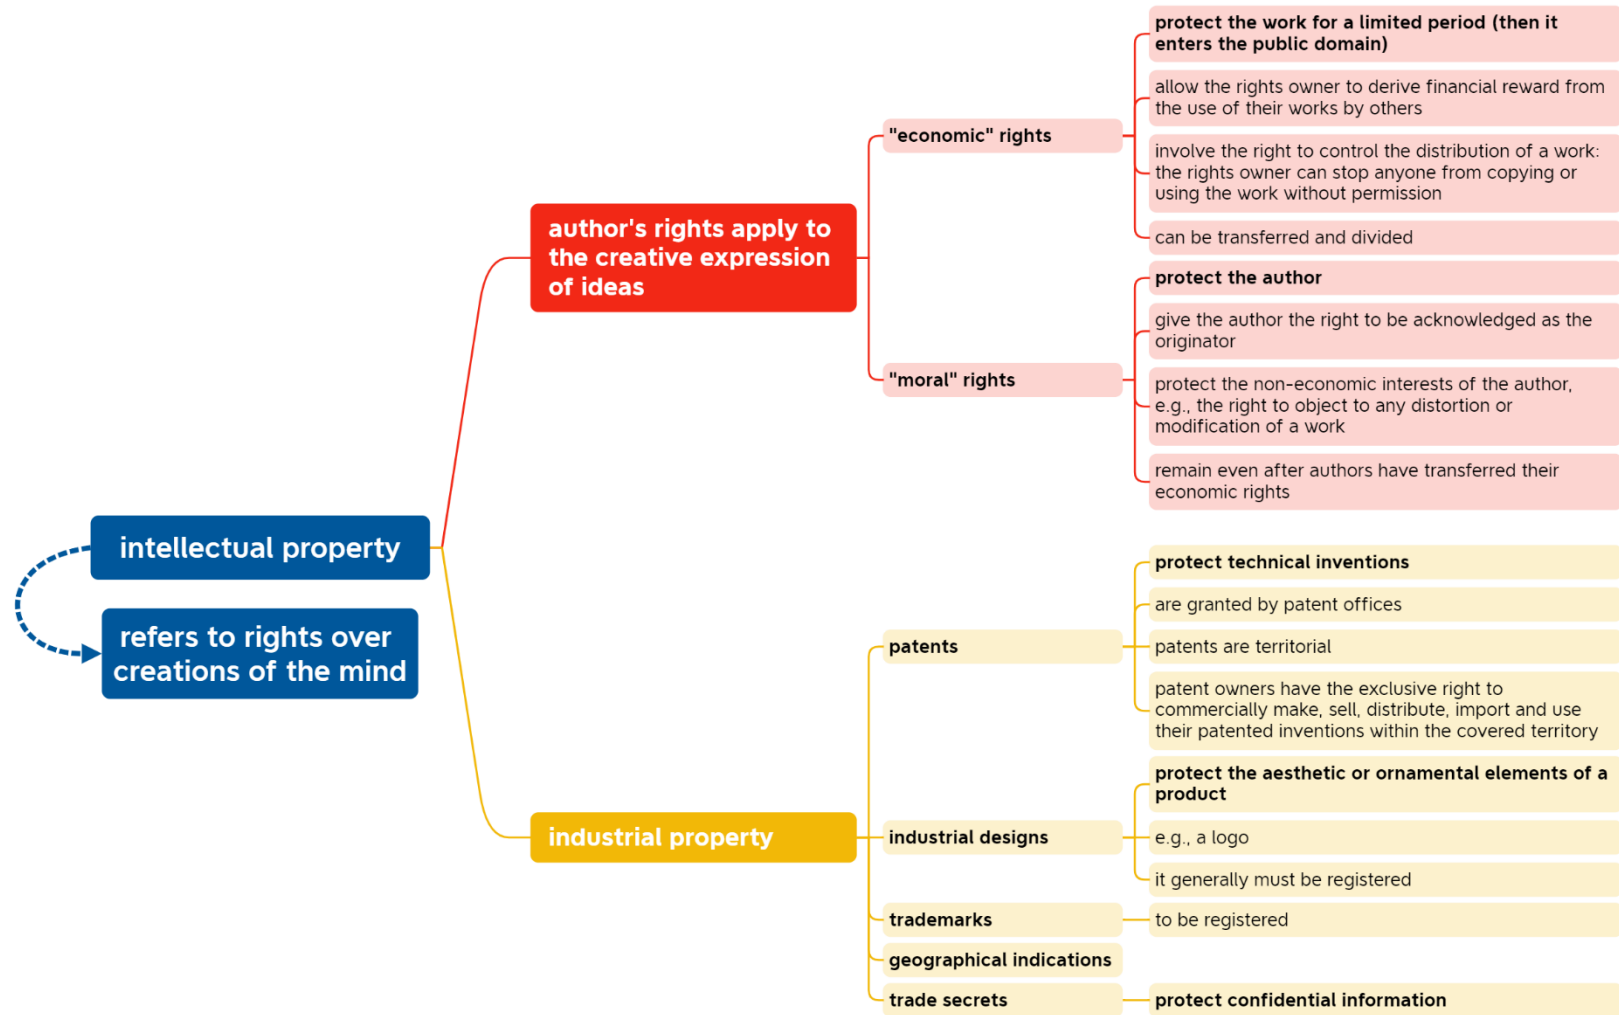 intellectual property
refers to rights over
creations of the mind
author's rights apply to
the creative expression
of ideas
"economic" rights
protect the work for a limited period (then it
enters the public domain)
allow the rights owner to derive financial reward from
the use of their works by others
involve the right to control the distribution of a work:
the rights owner can stop anyone from copying or
using the work without permission
can be transferred and divided
"moral" rights
protect the author
give the author the right to be acknowledged as the
originator
protect the non-economic interests of the author,
e.g., the right to object to any distortion or
modification of a work
remain even after authors have transferred their
economic rights
industrial property
patents
protect technical inventions
are granted by patent offices
patents are territorial
patent owners have the exclusive right to
commercially make, sell, distribute, import and use
their patented inventions within the covered territory
industrial designs
protect the aesthetic or ornamental elements of a
product
e.g., a logo
it generally must be registered
trademarks
to be registered
geographical indications
trade secrets
protect confidential information